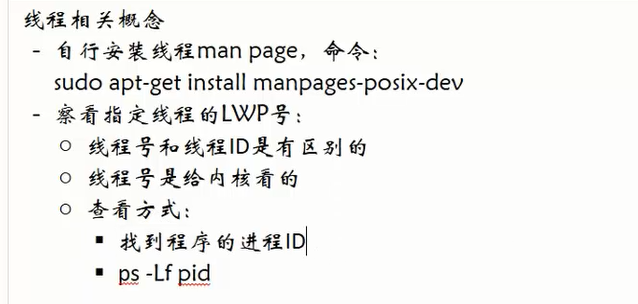 线程相关概念
- 自行安装线程man page，命令：
sudo apt-get install manpages-posix-dev
- 察看指定线程的LWP号：
○ 线程号和线程ID是有区别的
○ 线程号是给内核看的
○ 查看方式：
▪ 找到程序的进程ID
▪ ps -Lf pid